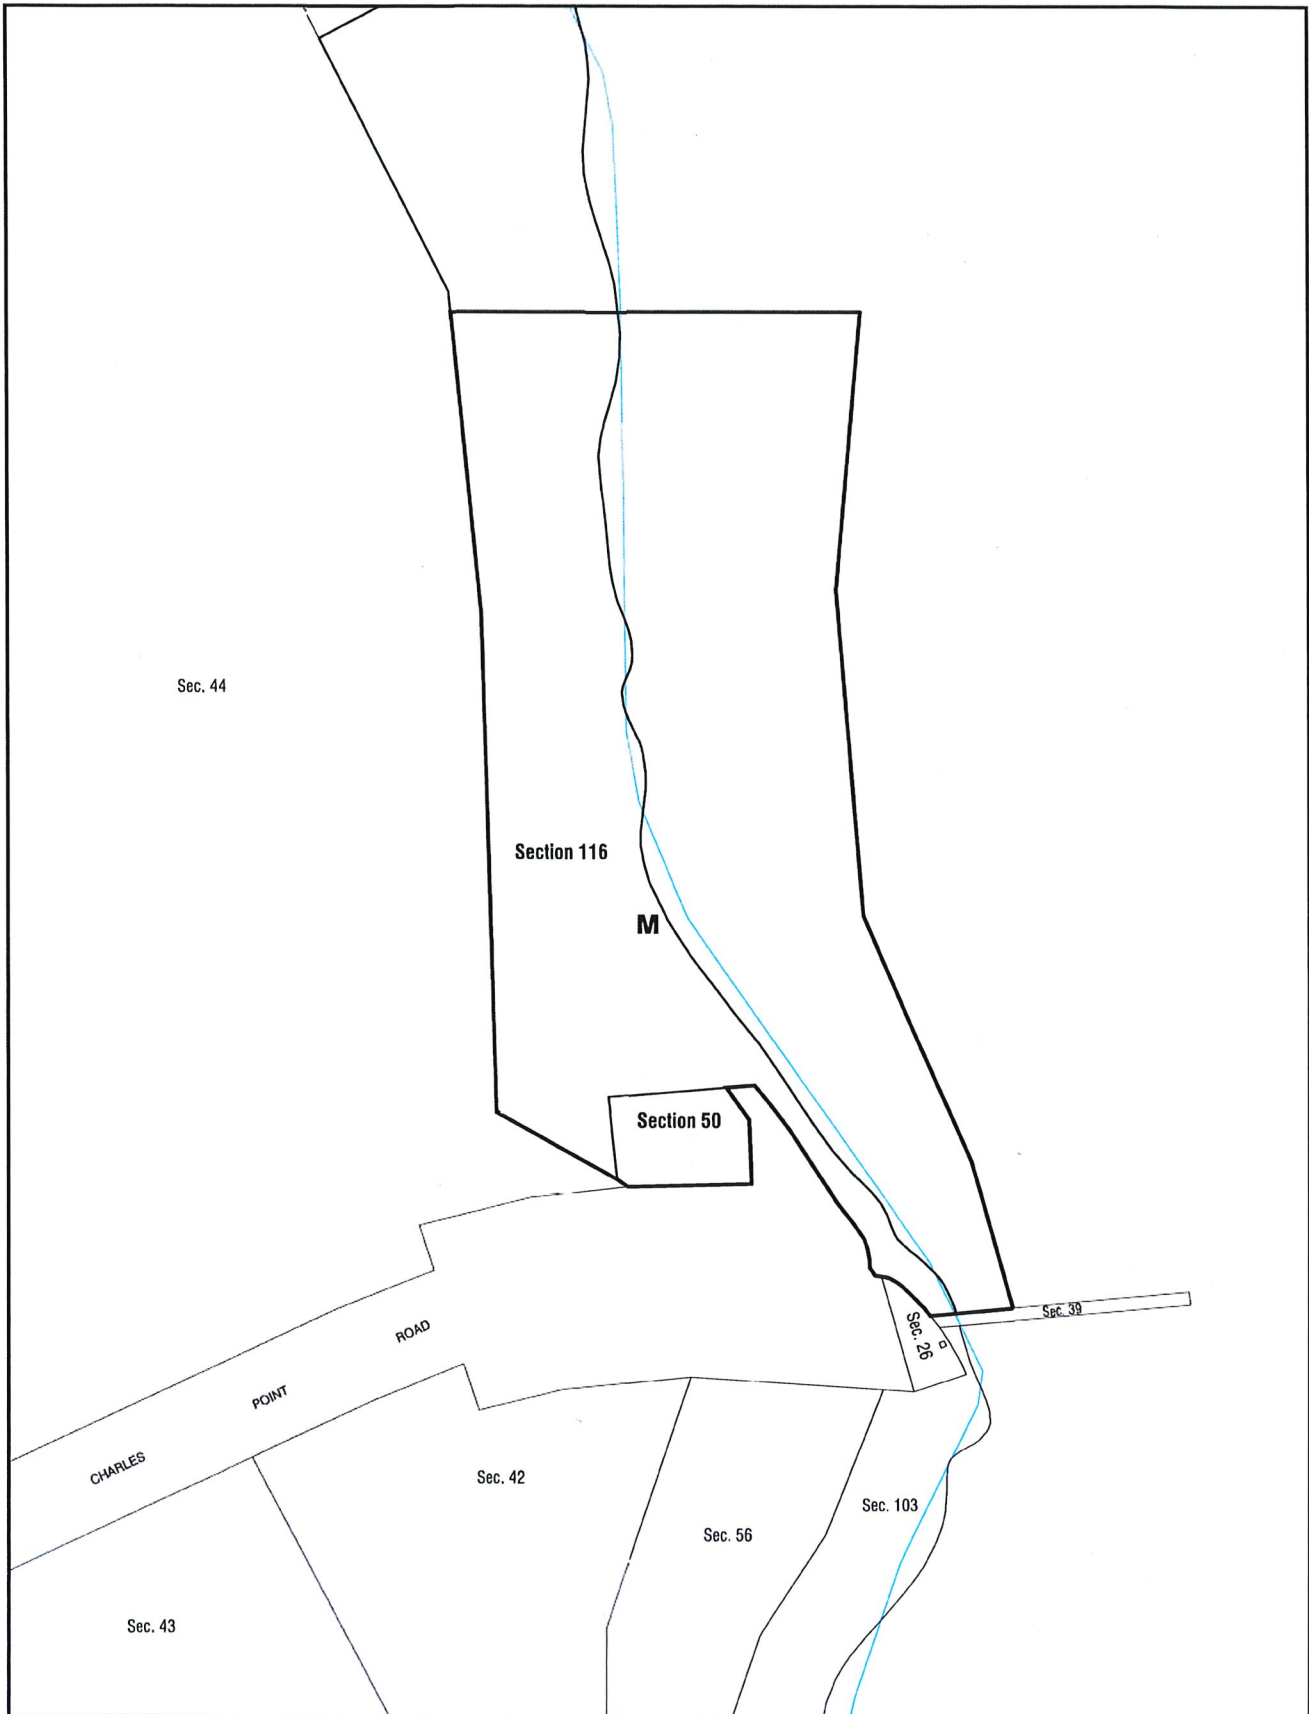 Sec. 44
Section 116
M
Section 50
Sec. 39
Sec. 26
ROAD
POINT
CHARLES
Sec. 42
Sec. 103
Sec. 56
Sec. 43